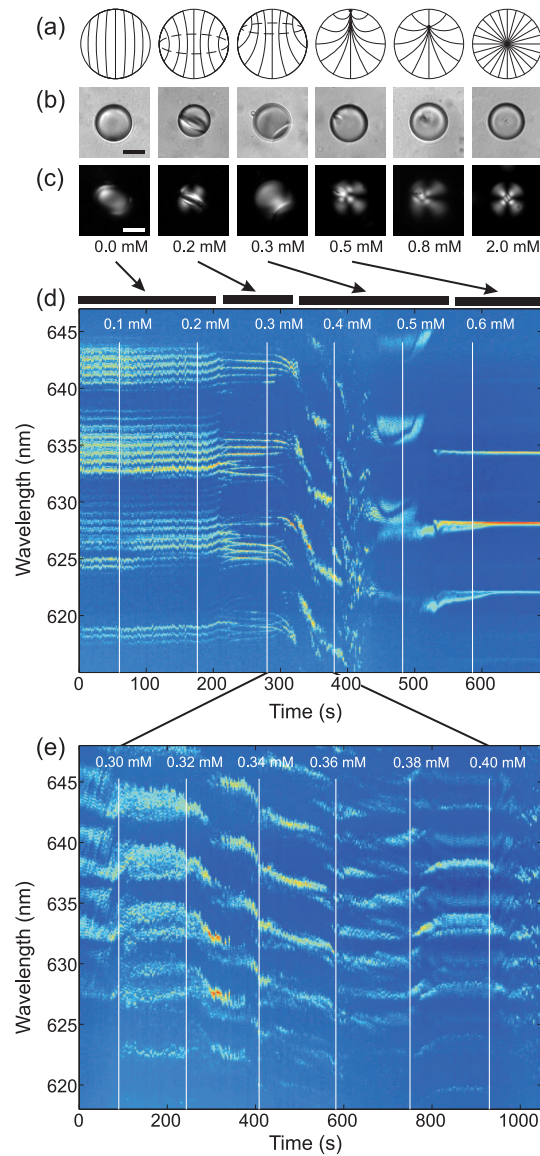 (a)
(b)
(c)
0.0 mM 0.2 mM 0.3 mM 0.5 mM 0.8 mM 2.0 mM
(d)
0.1 mM 0.2 mM 0.3 mM 0.4 mM 0.5 mM 0.6 mM
645
640
635
630
625
620
Wavelength (nm)
0 100 200 300 400 500 600
Time (s)
(e)
0.30 mM 0.32 mM 0.34 mM 0.36 mM 0.38 mM 0.40 mM
645
640
635
630
625
620
Wavelength (nm)
0 200 400 600 800 1000
Time (s)